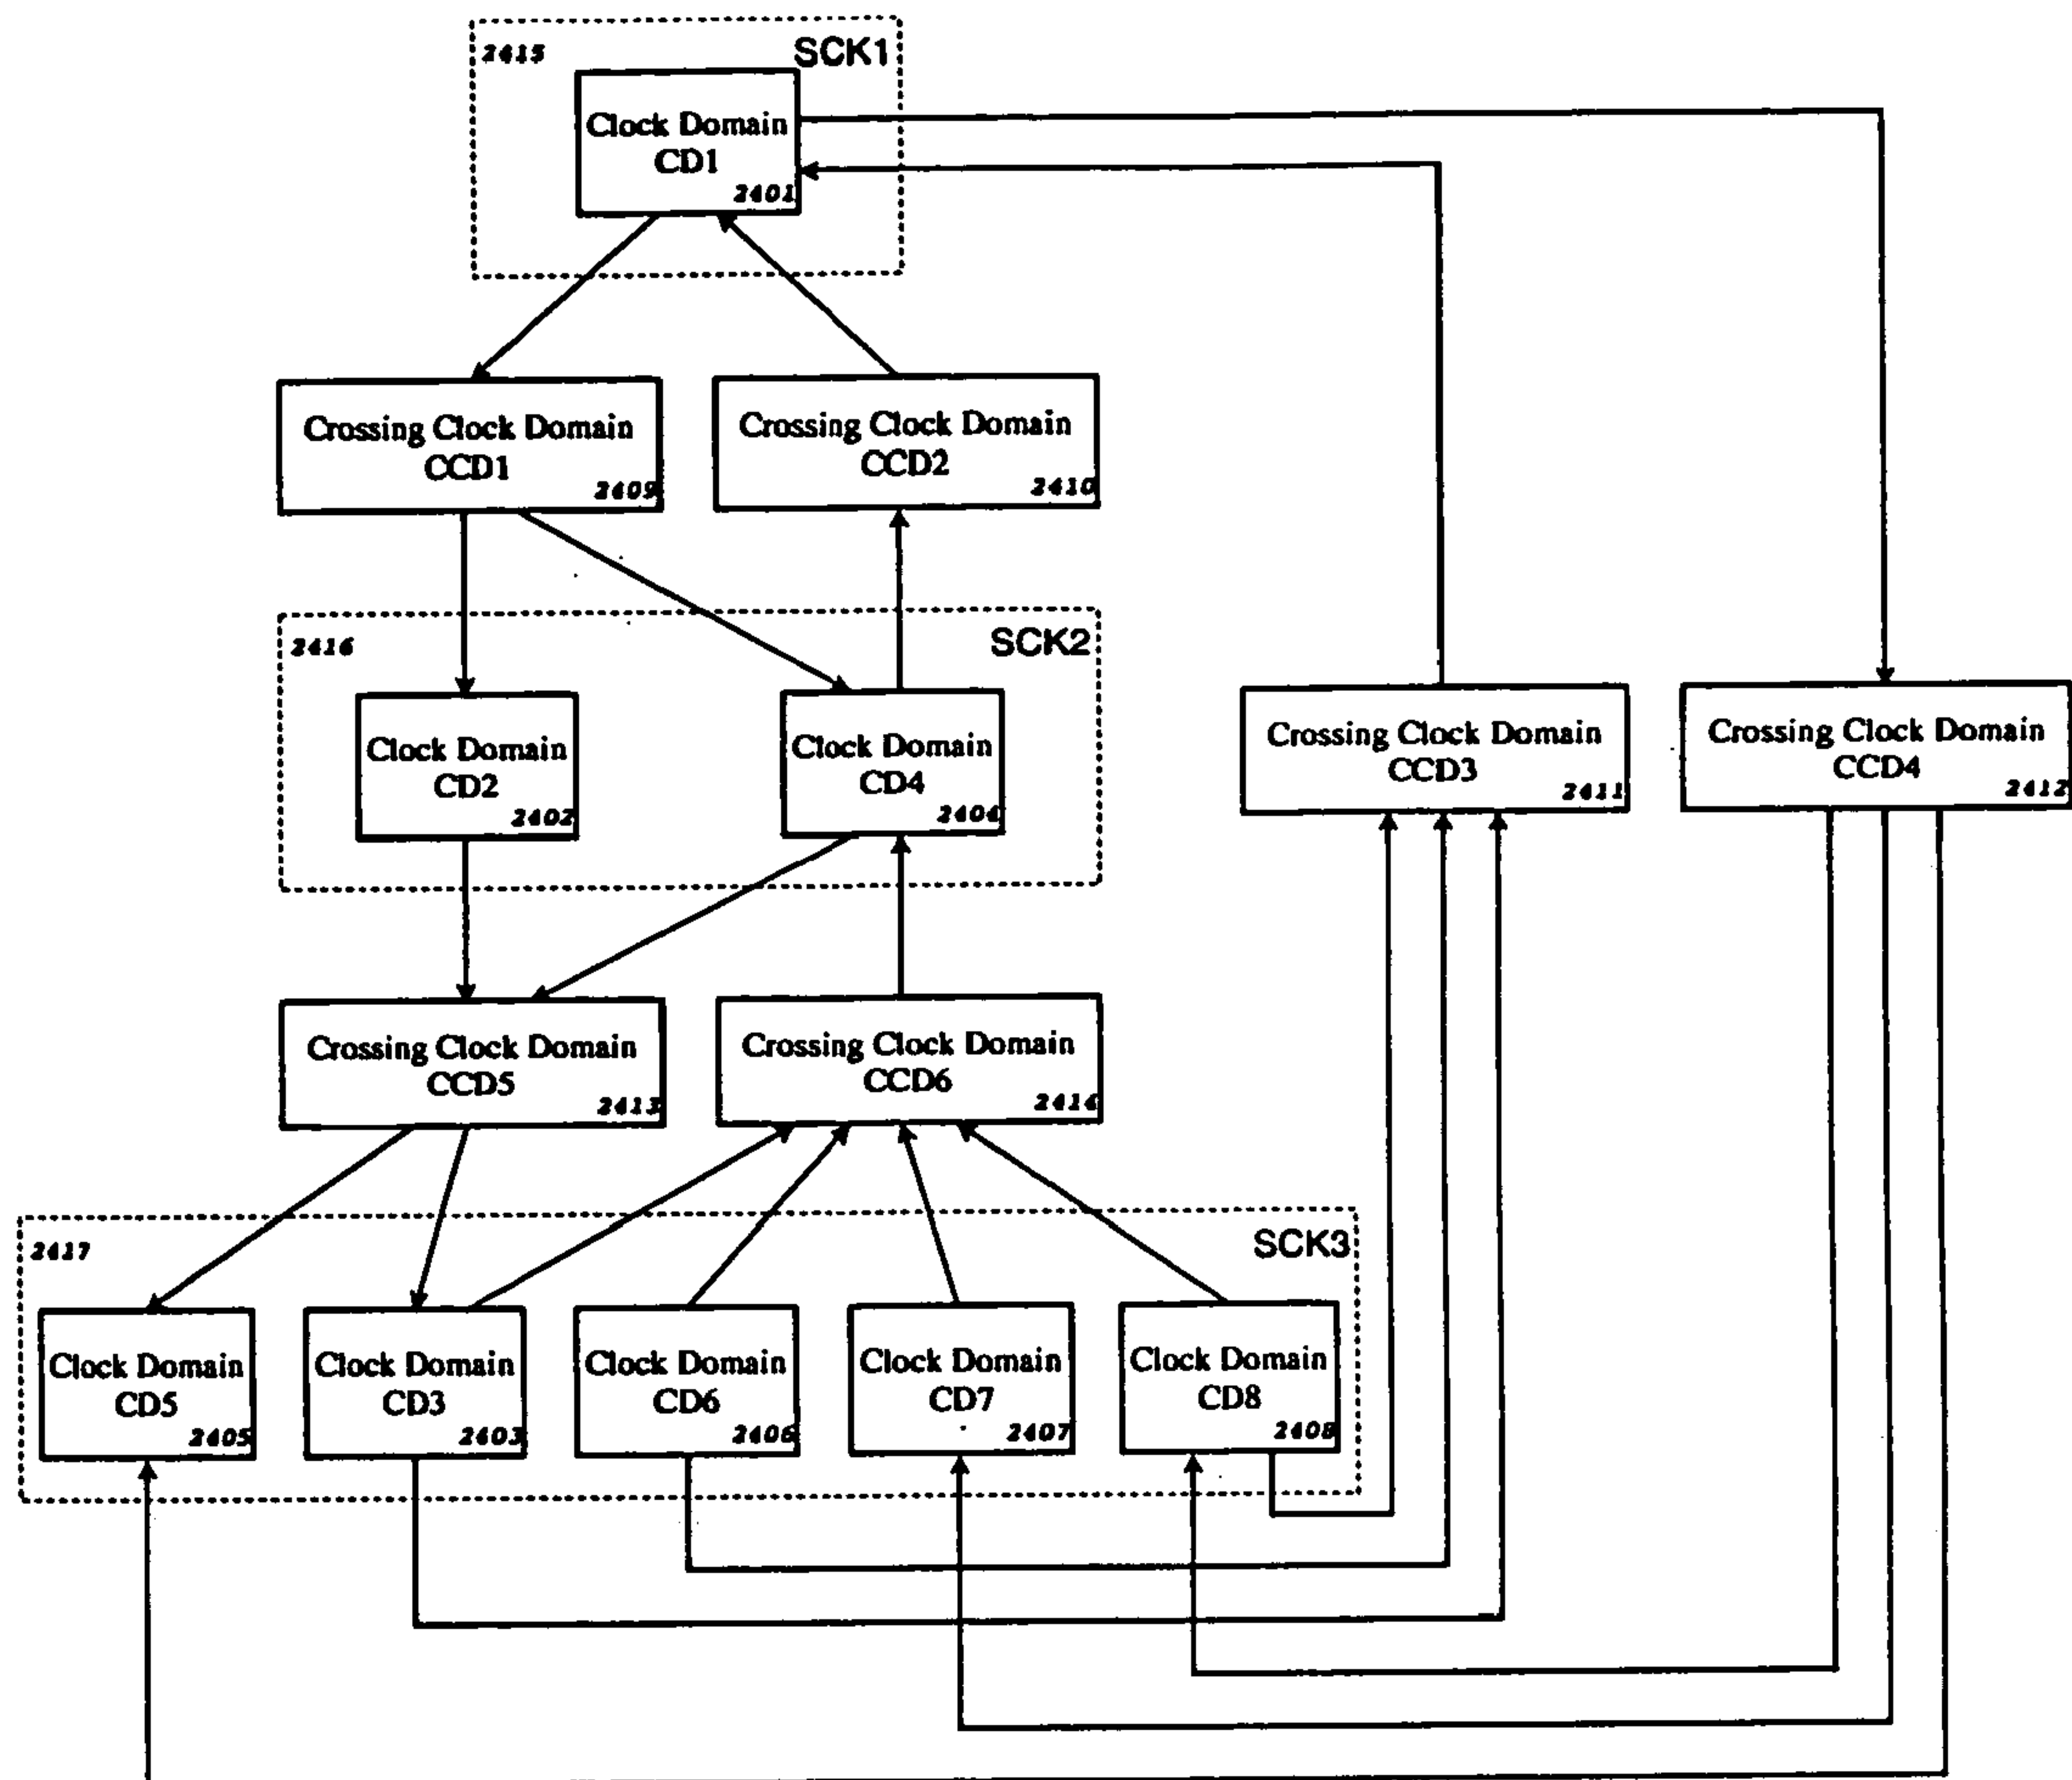 2415
SCK1
Clock Domain
CD1
2401
Crossing Clock Domain
CCD1
2409
Crossing Clock Domain
CCD2
2410
2416
SCK2
Clock Domain
CD2
2402
Clock Domain
CD4
2404
Crossing Clock Domain
CCD3
2411
Crossing Clock Domain
CCD4
2412
Crossing Clock Domain
CCD5
2413
Crossing Clock Domain
CCD6
2414
2417
SCK3
Clock Domain
CD5
2405
Clock Domain
CD3
2403
Clock Domain
CD6
2406
Clock Domain
CD7
2407
Clock Domain
CD8
2408